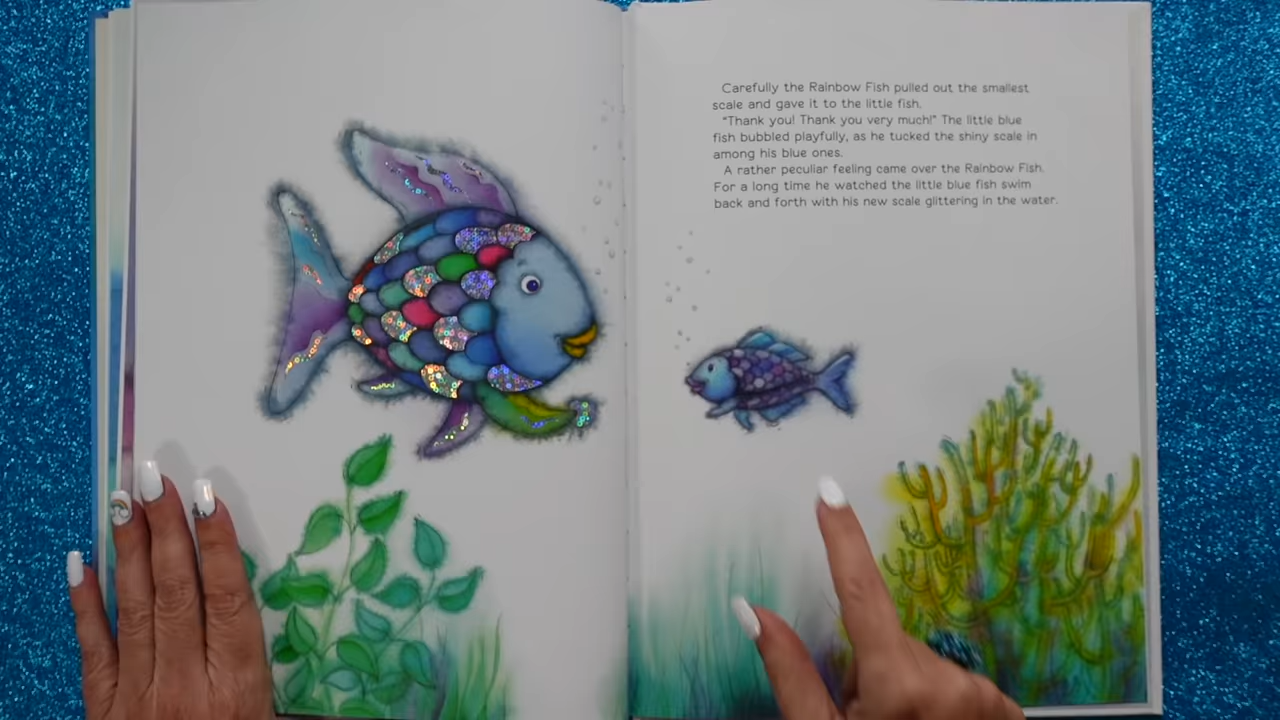 Carefully the Rainbow Fish pulled out the smallest
scale and gave it to the little fish.
"Thank you! Thank you very much!" The little blue
fish bubbled playfully, as he tucked the shiny scale in
among his blue ones.
A rather peculiar feeling came over the Rainbow Fish.
For a long time he watched the little blue fish swim
back and forth with his new scale glittering in the water.